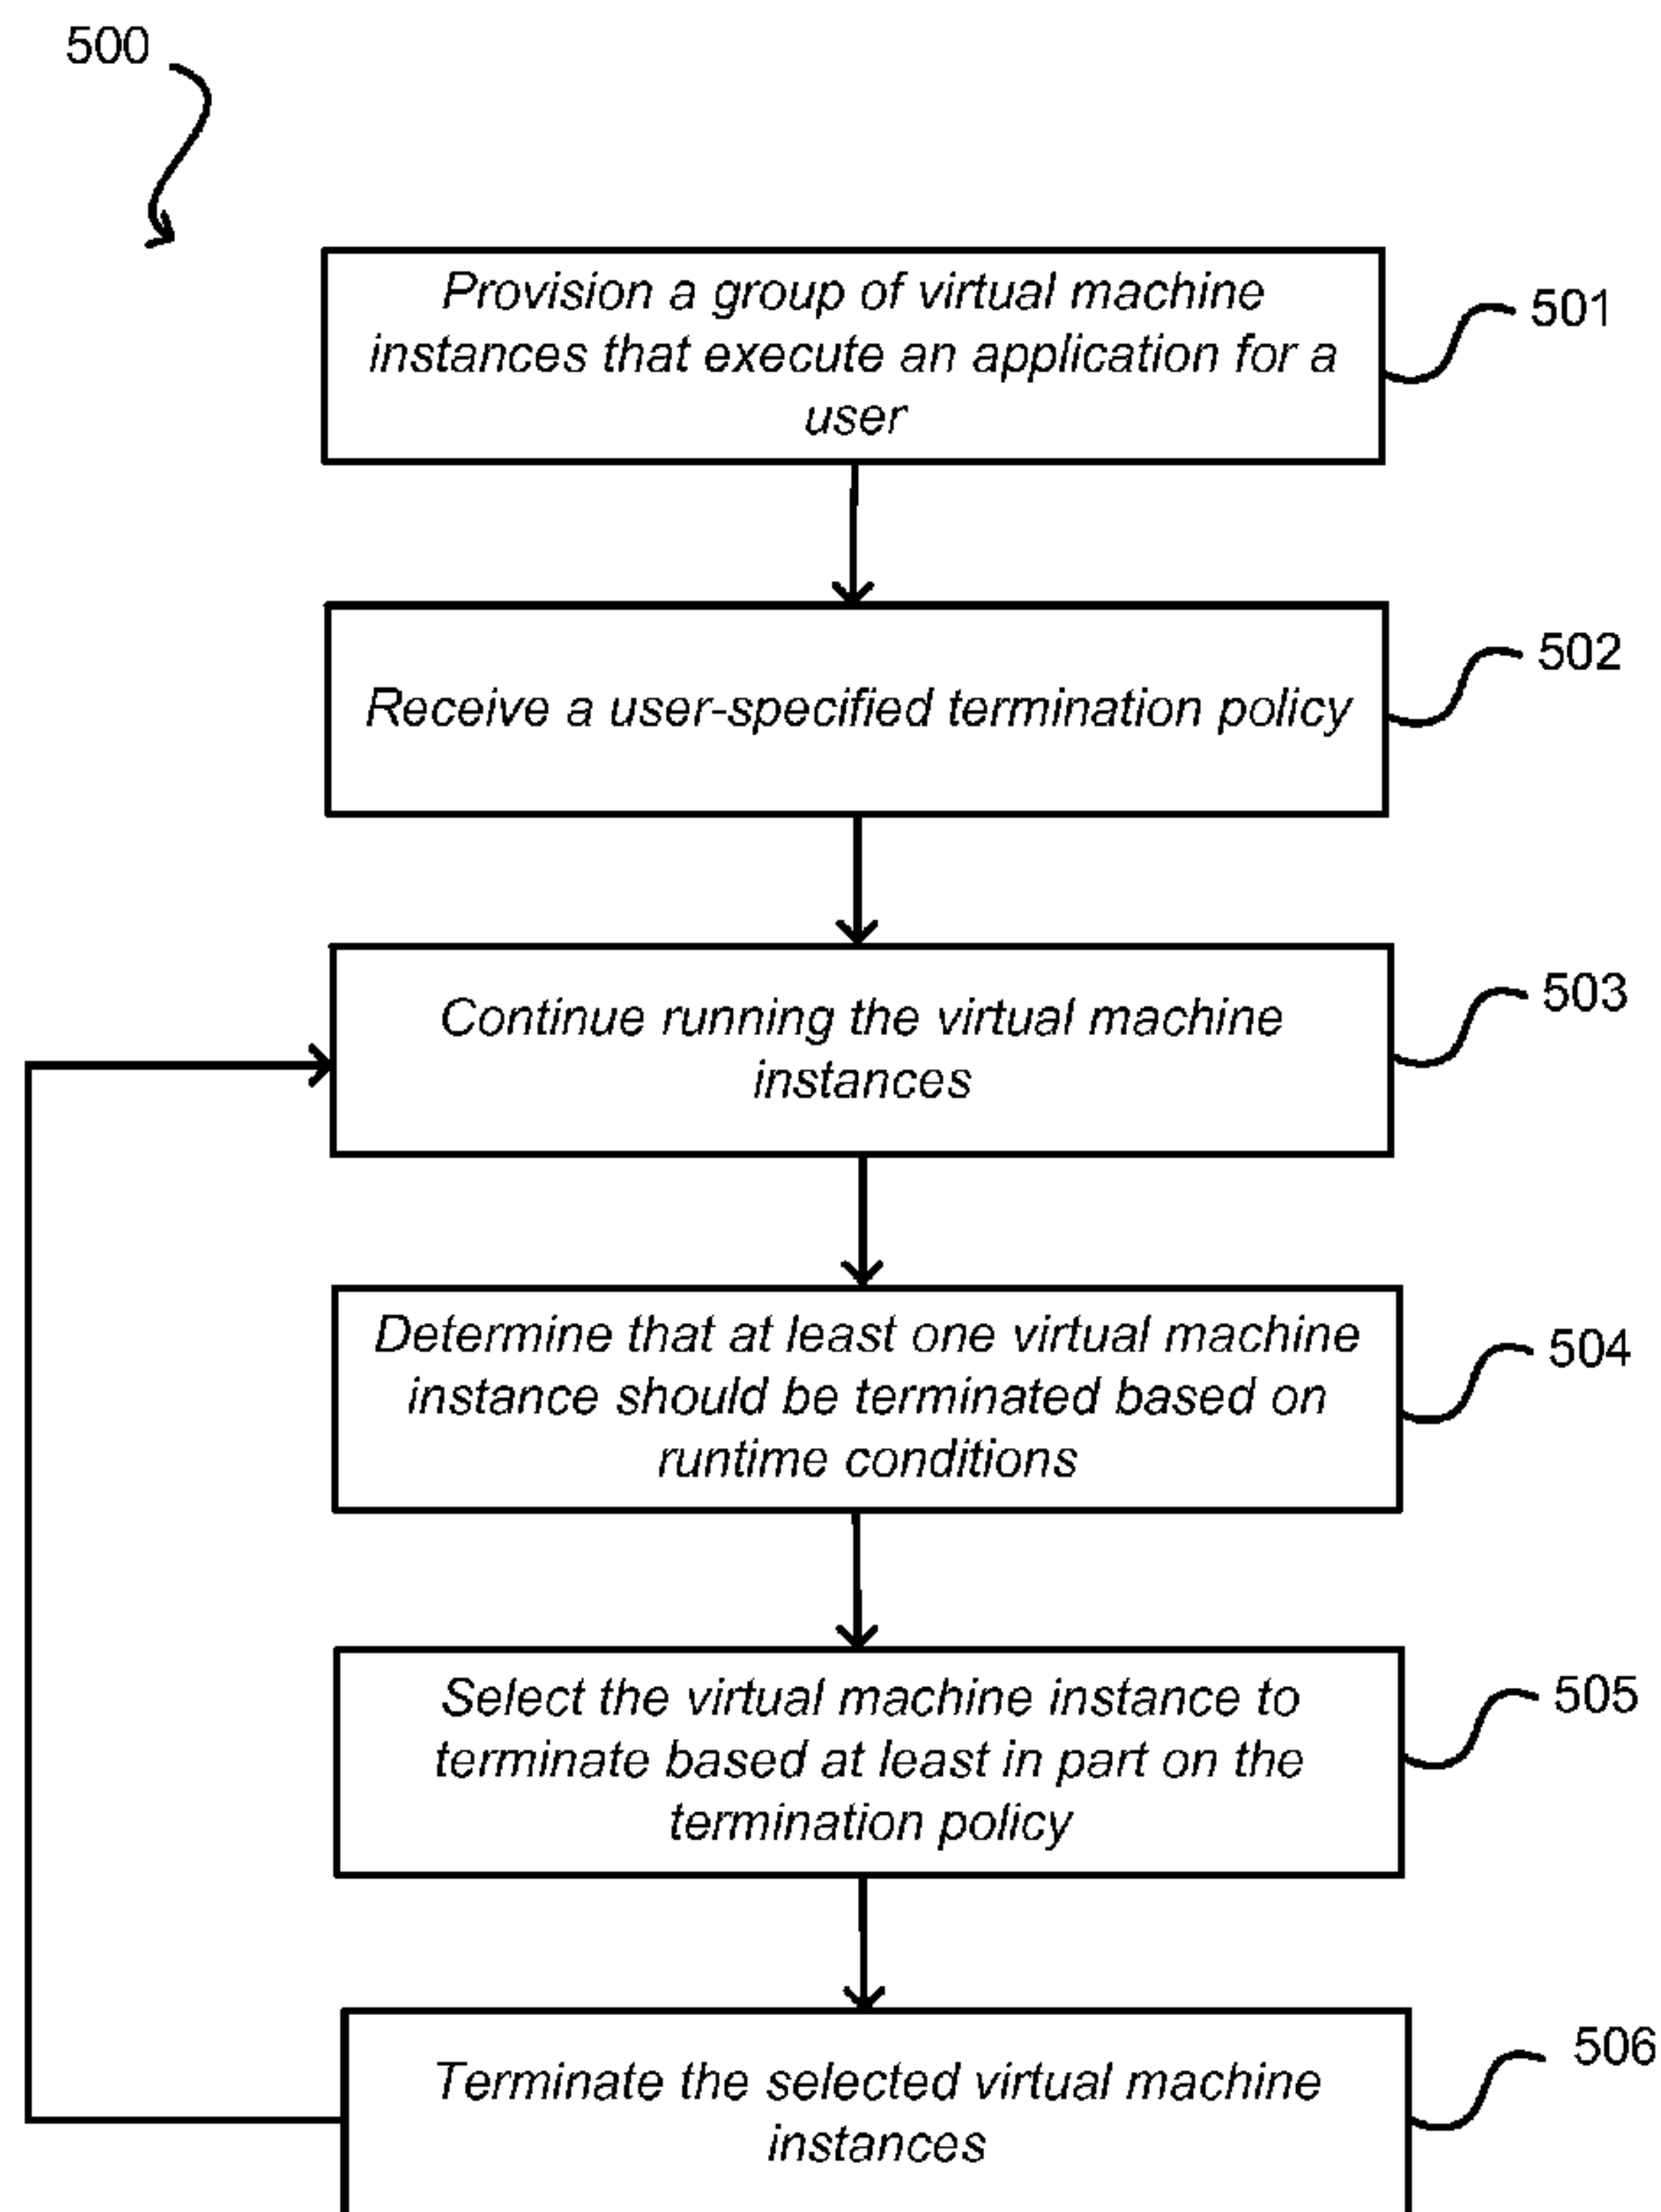 500
Provision a group of virtual machine
instances that execute an application for a
user
501
Receive a user-specified termination policy
502
Continue running the virtual machine
instances
503
Determine that at least one virtual machine
instance should be terminated based on
runtime conditions
504
Select the virtual machine instance to
terminate based at least in part on the
termination policy
505
Terminate the selected virtual machine
instances
506